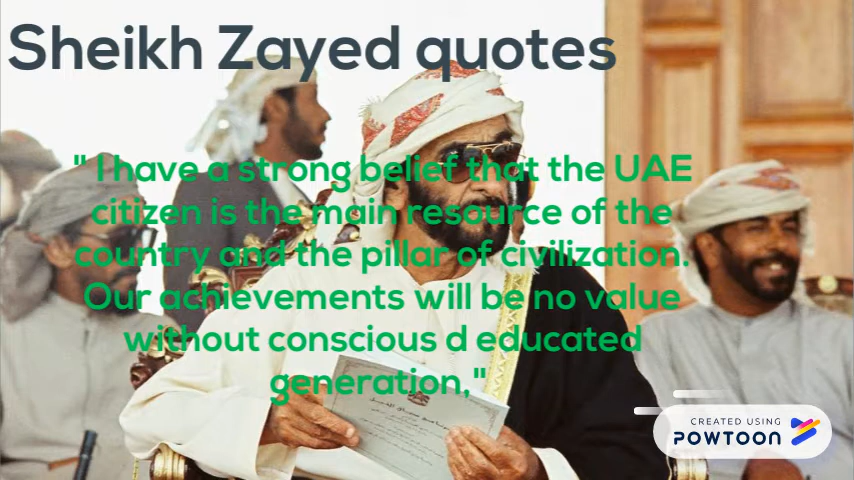 Sheikh Zayed quotes
" I have a strong belief that the UAE
citizen is the main resource of the
country and the pillar of civilization.
Our achievements will be no value
without conscious d educated
generation,"
CREATED USING
POWTOON